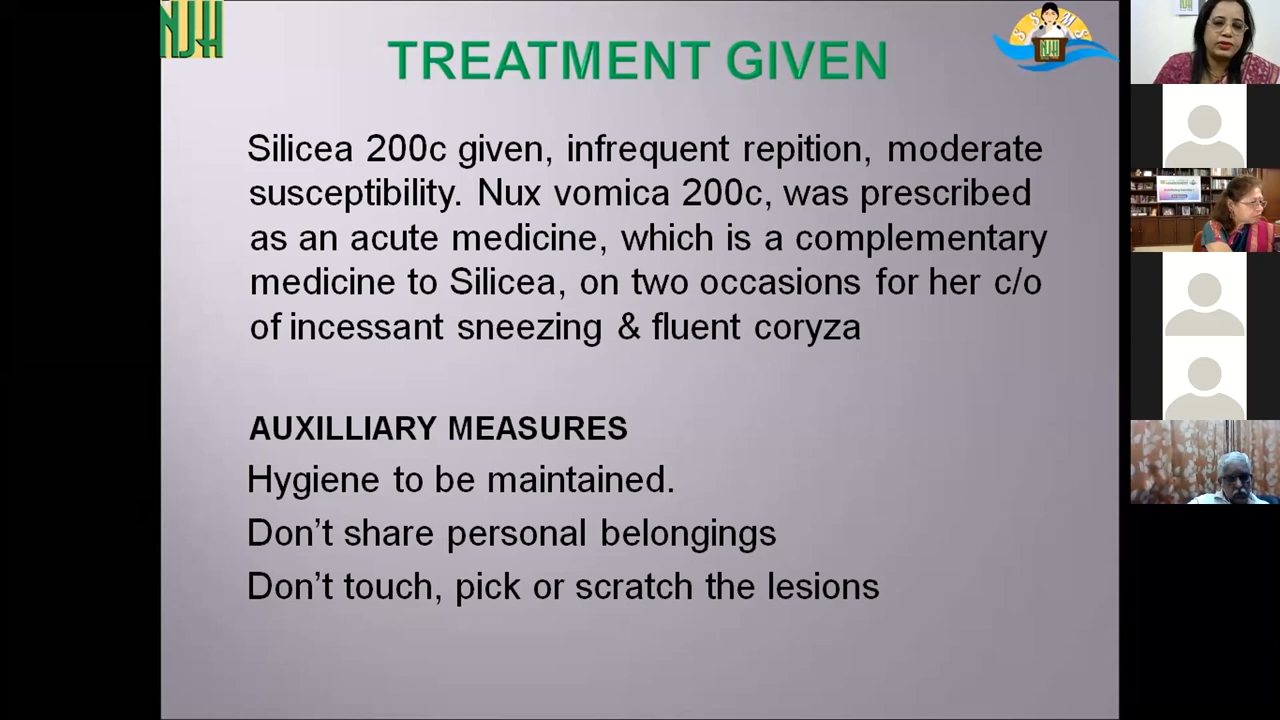 NJH
TREATMENT GIVEN
S S M S
NJH
Silicea 200c given, infrequent repition, moderate
susceptibility. Nux vomica 200c, was prescribed
as an acute medicine, which is a complementary
medicine to Silicea, on two occasions for her c/o
of incessant sneezing & fluent coryza
AUXILLIARY MEASURES
Hygiene to be maintained.
Don't share personal belongings
Don't touch, pick or scratch the lesions